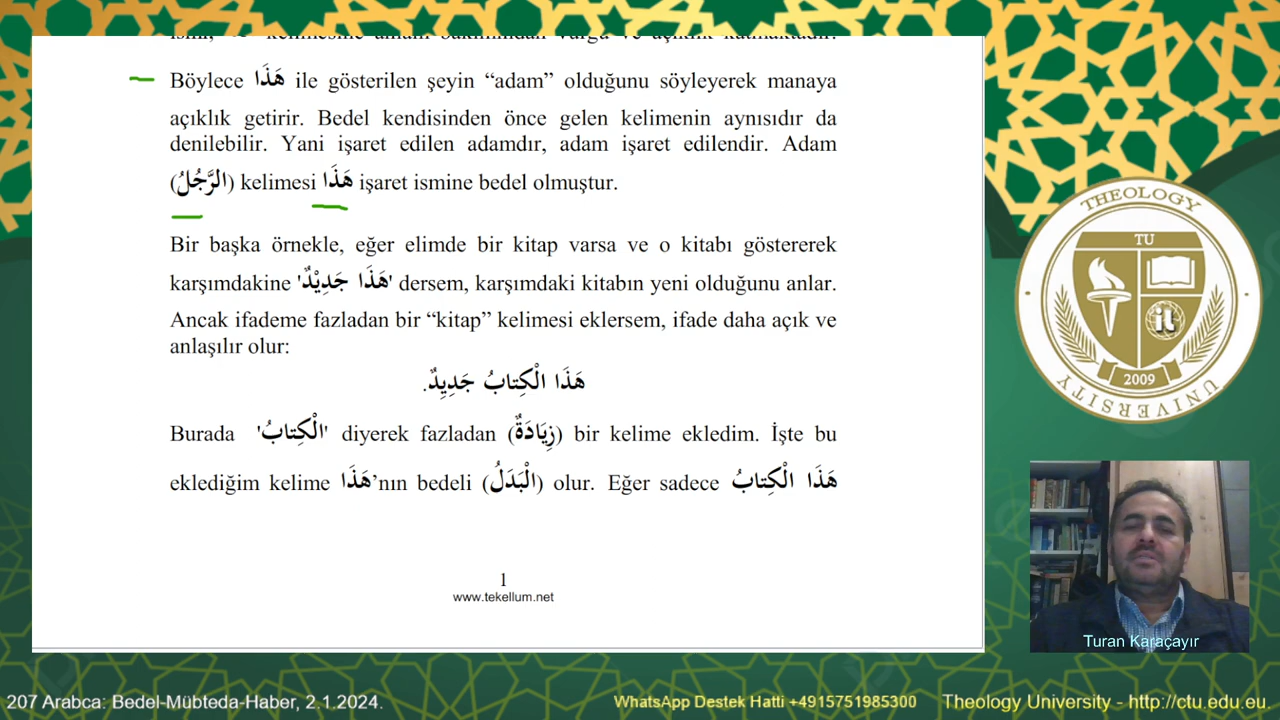 Böylece هَذَا ile gösterilen şeyin “adam” olduğunu söyleyerek manaya
açıklık getirir. Bedel kendisinden önce gelen kelimenin aynısıdır da
denilebilir. Yani işaret edilen adamdır, adam işaret edilendir. Adam
(الرَّجُلُ) kelimesi هَذَا işaret ismine bedel olmuştur.
Bir başka örnekle, eğer elimde bir kitap varsa ve o kitabı göstererek
karşımdakine 'هَذَا جَدِيْدٌ' dersem, karşımdaki kitabın yeni olduğunu anlar.
Ancak ifademe fazladan bir “kitap” kelimesi eklersem, ifade daha açık ve
anlaşılır olur:
هَذَا الْكِتابُ جَدِيِدٌ.
Burada 'الْكِتابُ' diyerek fazladan (زِيَادَةٌ) bir kelime ekledim. İşte bu
eklediğim kelime هَذَا’nın bedeli (الْبَدَلُ) olur. Eğer sadece هَذَا الْكِتابُ
1
www.tekellum.net
THEOLOGY
TU
2009
UNIVERSITY
Turan Karaçayır
207 Arabca: Bedel-Mübteda-Haber, 2.1.2024.
WhatsApp Destek Hatti +4915751985300
Theology University - http://ctu.edu.eu.